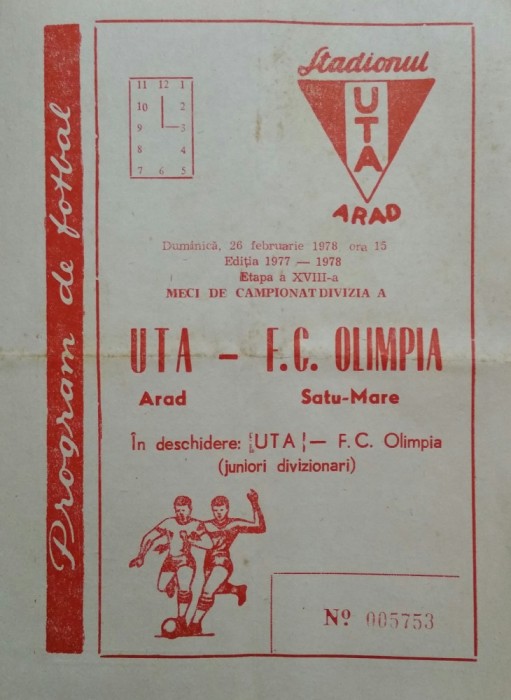 Program de fotbal
11 12 1
10 2
9 3
8 4
7 6 5
Stadionul
UTA
ARAD
Duminică, 26 februarie 1978 ora 15
Ediția 1977 — 1978
Etapa a XVIII-a
MECI DE CAMPIONAT DIVIZIA A
UTA - F.C. OLIMPIA
Arad Satu-Mare
În deschidere: UTA — F.C. Olimpia
(juniori divizionari)
Nº 005753